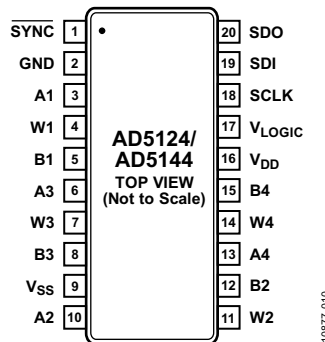 SYNC 1 20 SDO
GND 2 19 SDI
A1 3 18 SCLK
W1 4 17 VLOGIC
B1 5 16 VDD
A3 6 15 B4
W3 7 14 W4
B3 8 13 A4
VSS 9 12 B2
A2 10 11 W2
AD5124/
AD5144
TOP VIEW
(Not to Scale)
10877-010